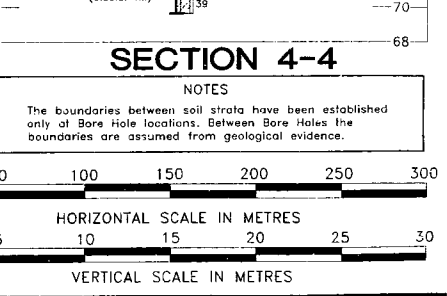 39
70
68
SECTION 4-4
NOTES
The boundaries between soil strata have been established
only at Bore Hole locations. Between Bore Holes the
boundaries are assumed from geological evidence.
0 100 150 200 250 300
HORIZONTAL SCALE IN METRES
5 10 15 20 25 30
VERTICAL SCALE IN METRES